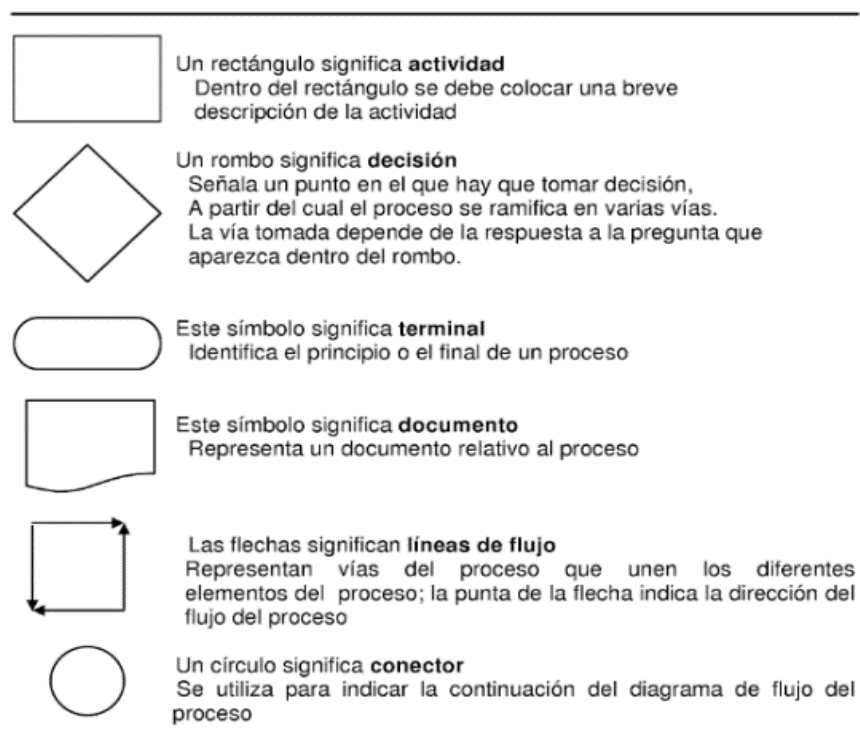 Un rectángulo significa actividad
Dentro del rectángulo se debe colocar una breve
descripción de la actividad
Un rombo significa decisión
Señala un punto en el que hay que tomar decisión,
A partir del cual el proceso se ramifica en varias vías.
La vía tomada depende de la respuesta a la pregunta que
aparezca dentro del rombo.
Este símbolo significa terminal
Identifica el principio o el final de un proceso
Este símbolo significa documento
Representa un documento relativo al proceso
Las flechas significan líneas de flujo
Representan vías del proceso que unen los diferentes
elementos del proceso; la punta de la flecha indica la dirección del
flujo del proceso
Un círculo significa conector
Se utiliza para indicar la continuación del diagrama de flujo del
proceso